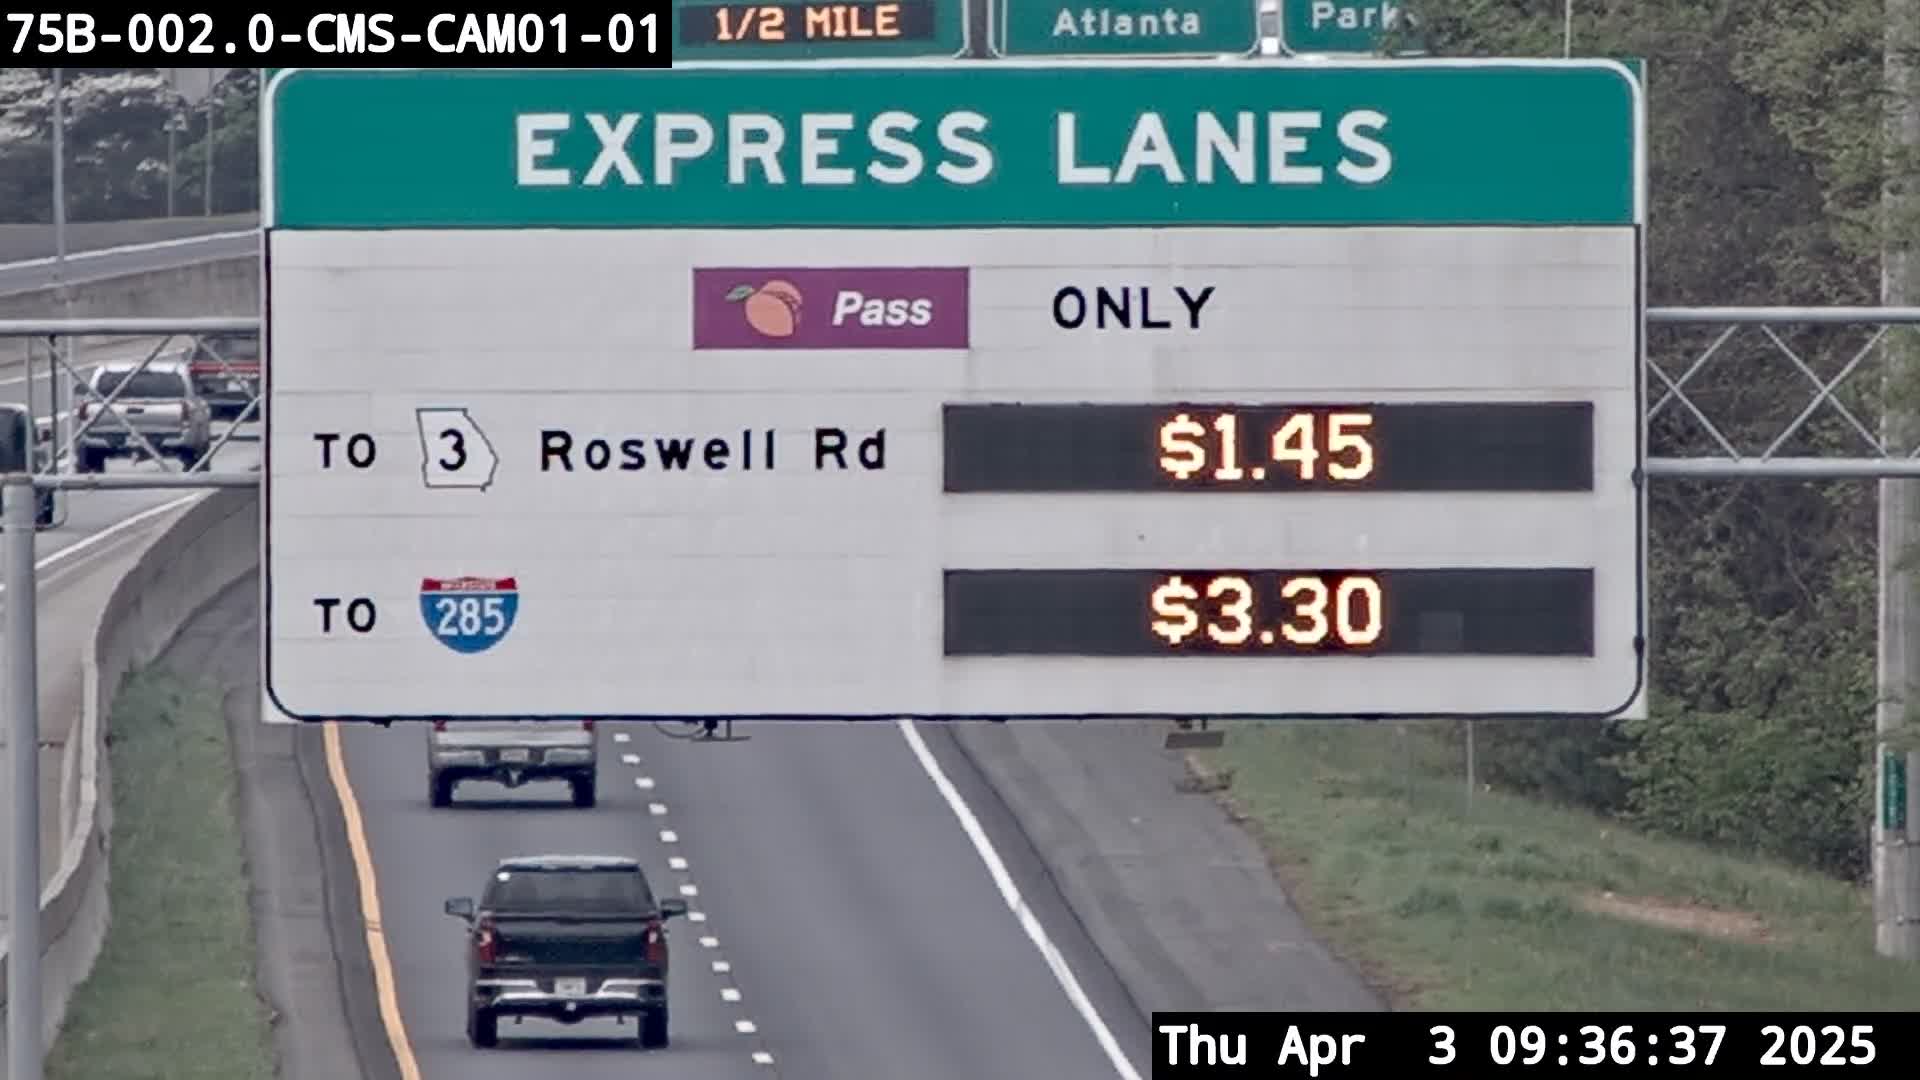 75B-002.0-CMS-CAM01-01
1/2 MILE
Atlanta
Park
EXPRESS LANES
Pass ONLY
TO 3 Roswell Rd $1.45
TO 285 $3.30
Thu Apr 3 09:36:37 2025